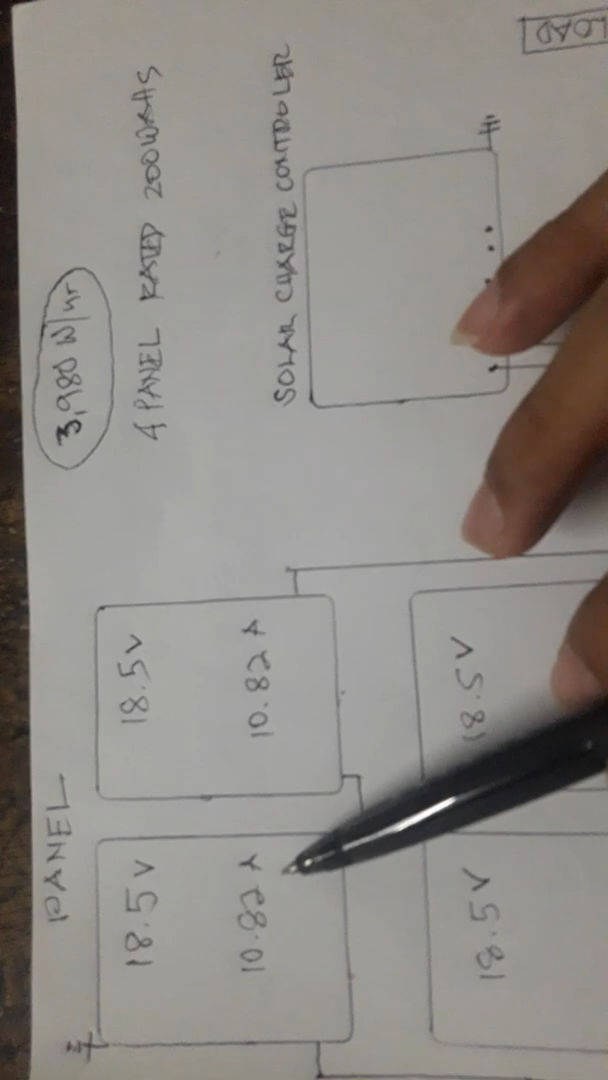 3,980 W/hr
4 PANEL RATED 200WATTS
SOLAR CHARGE CONTROLER
LOAD
PANEL
18.5V
10.82 A
18.5V
10.82 A
18.5V
18.5V